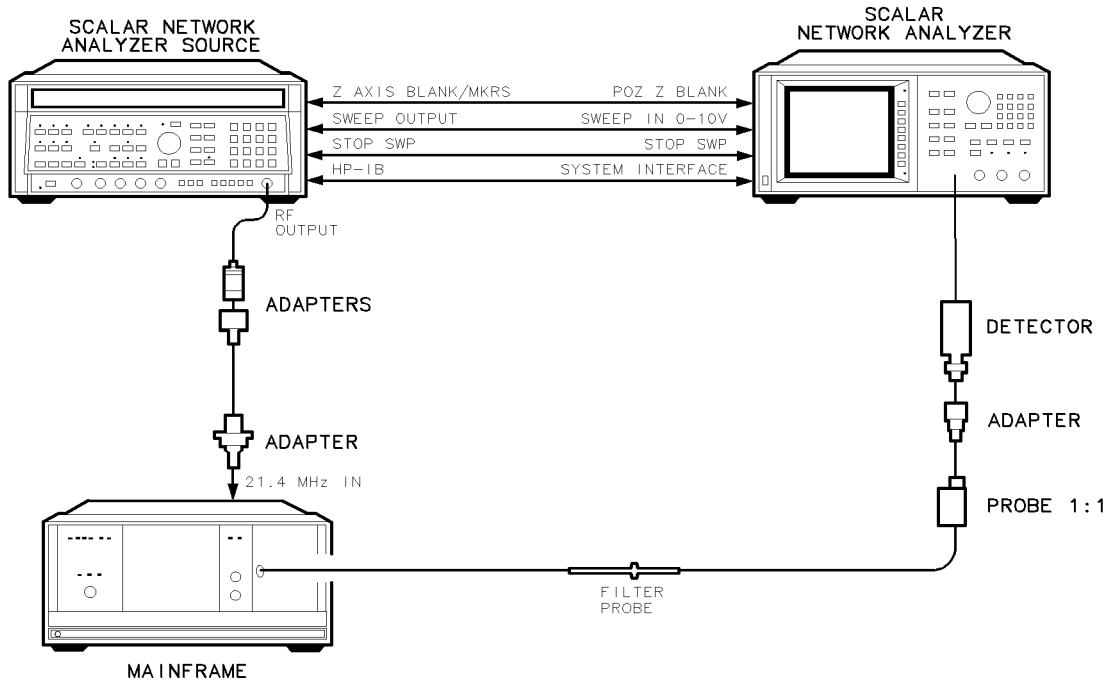 SCALAR NETWORK
ANALYZER SOURCE
SCALAR
NETWORK ANALYZER
Z AXIS BLANK/MKRS
POZ Z BLANK
SWEEP OUTPUT
SWEEP IN 0-10V
STOP SWP
STOP SWP
HP-IB
SYSTEM INTERFACE
RF
OUTPUT
ADAPTERS
DETECTOR
ADAPTER
ADAPTER
21.4 MHz IN
PROBE 1:1
FILTER
PROBE
MAINFRAME